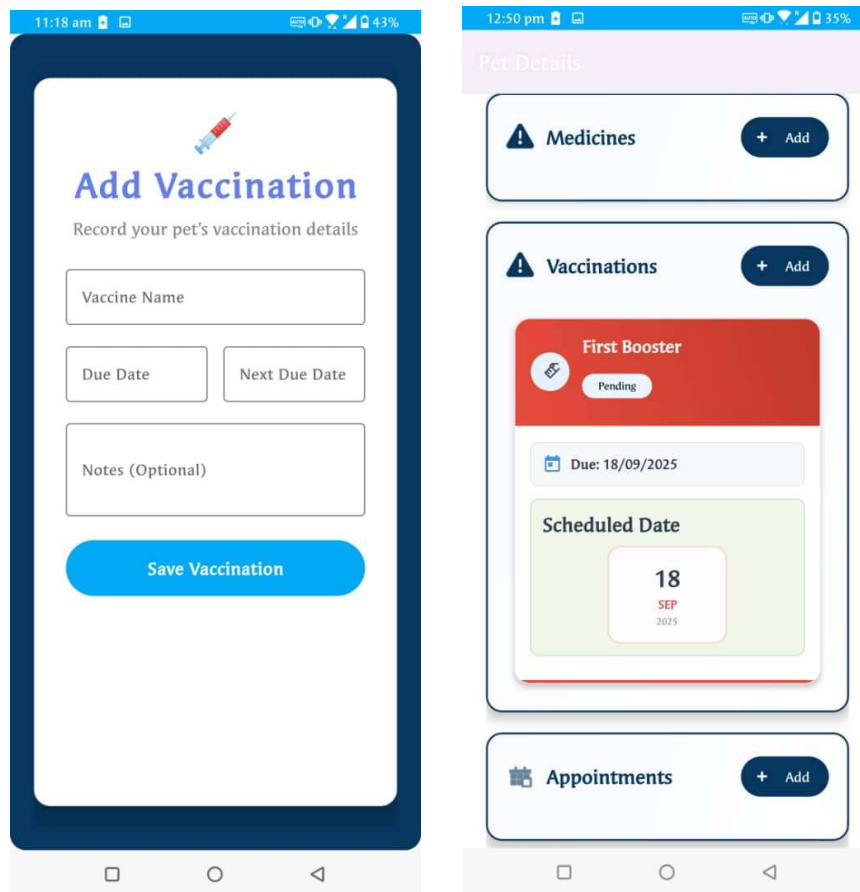 11:18 am
43%
Add Vaccination
Record your pet's vaccination details
Vaccine Name
Due Date
Next Due Date
Notes (Optional)
Save Vaccination
12:50 pm
35%
Pet Details
Medicines
+ Add
Vaccinations
+ Add
First Booster
Pending
Due: 18/09/2025
Scheduled Date
18
SEP
2025
Appointments
+ Add